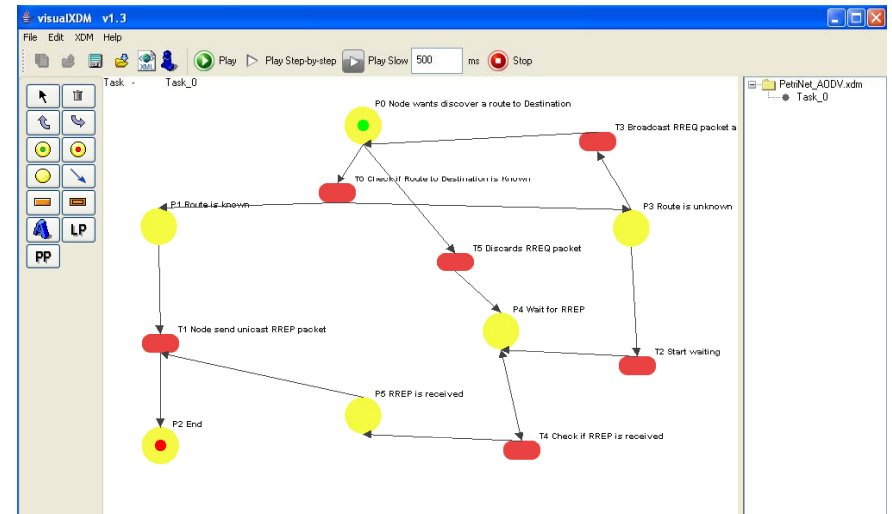 visualXDM v1.3
File Edit XDM Help
XML Play Play Step-by-step Play Slow 500 ms Stop
LP
PP
Task - Task_0
P0 Node wants discover a route to Destination
T3 Broadcast RREQ packet a
T0 Check if Route to Destination is Known
P1 Route is known
P3 Route is unknown
T5 Discards RREQ packet
P4 Wait for RREP
T1 Node send unicast RREP packet
T2 Start waiting
P5 RREP is received
P2 End
T4 Check if RREP is received
PetriNet_AODV.xdm
Task_0